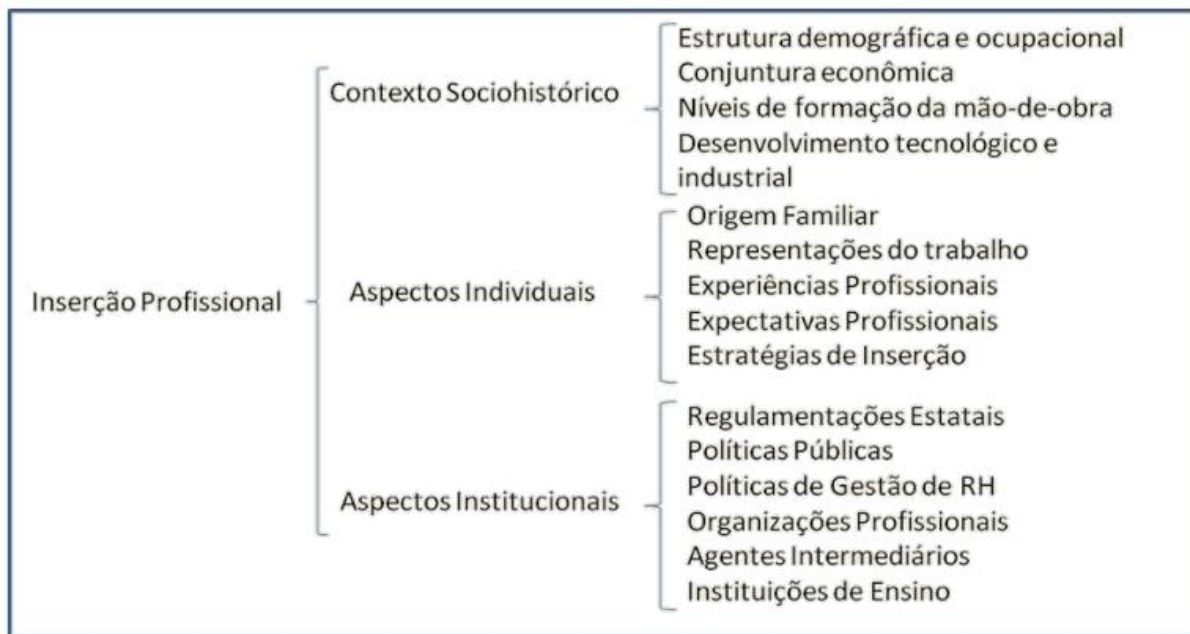 Inserção Profissional
Contexto Sociohistórico
Estrutura demográfica e ocupacional
Conjuntura econômica
Níveis de formação da mão-de-obra
Desenvolvimento tecnológico e
industrial
Aspectos Individuais
Origem Familiar
Representações do trabalho
Experiências Profissionais
Expectativas Profissionais
Estratégias de Inserção
Aspectos Institucionais
Regulamentações Estatais
Políticas Públicas
Políticas de Gestão de RH
Organizações Profissionais
Agentes Intermediários
Instituições de Ensino